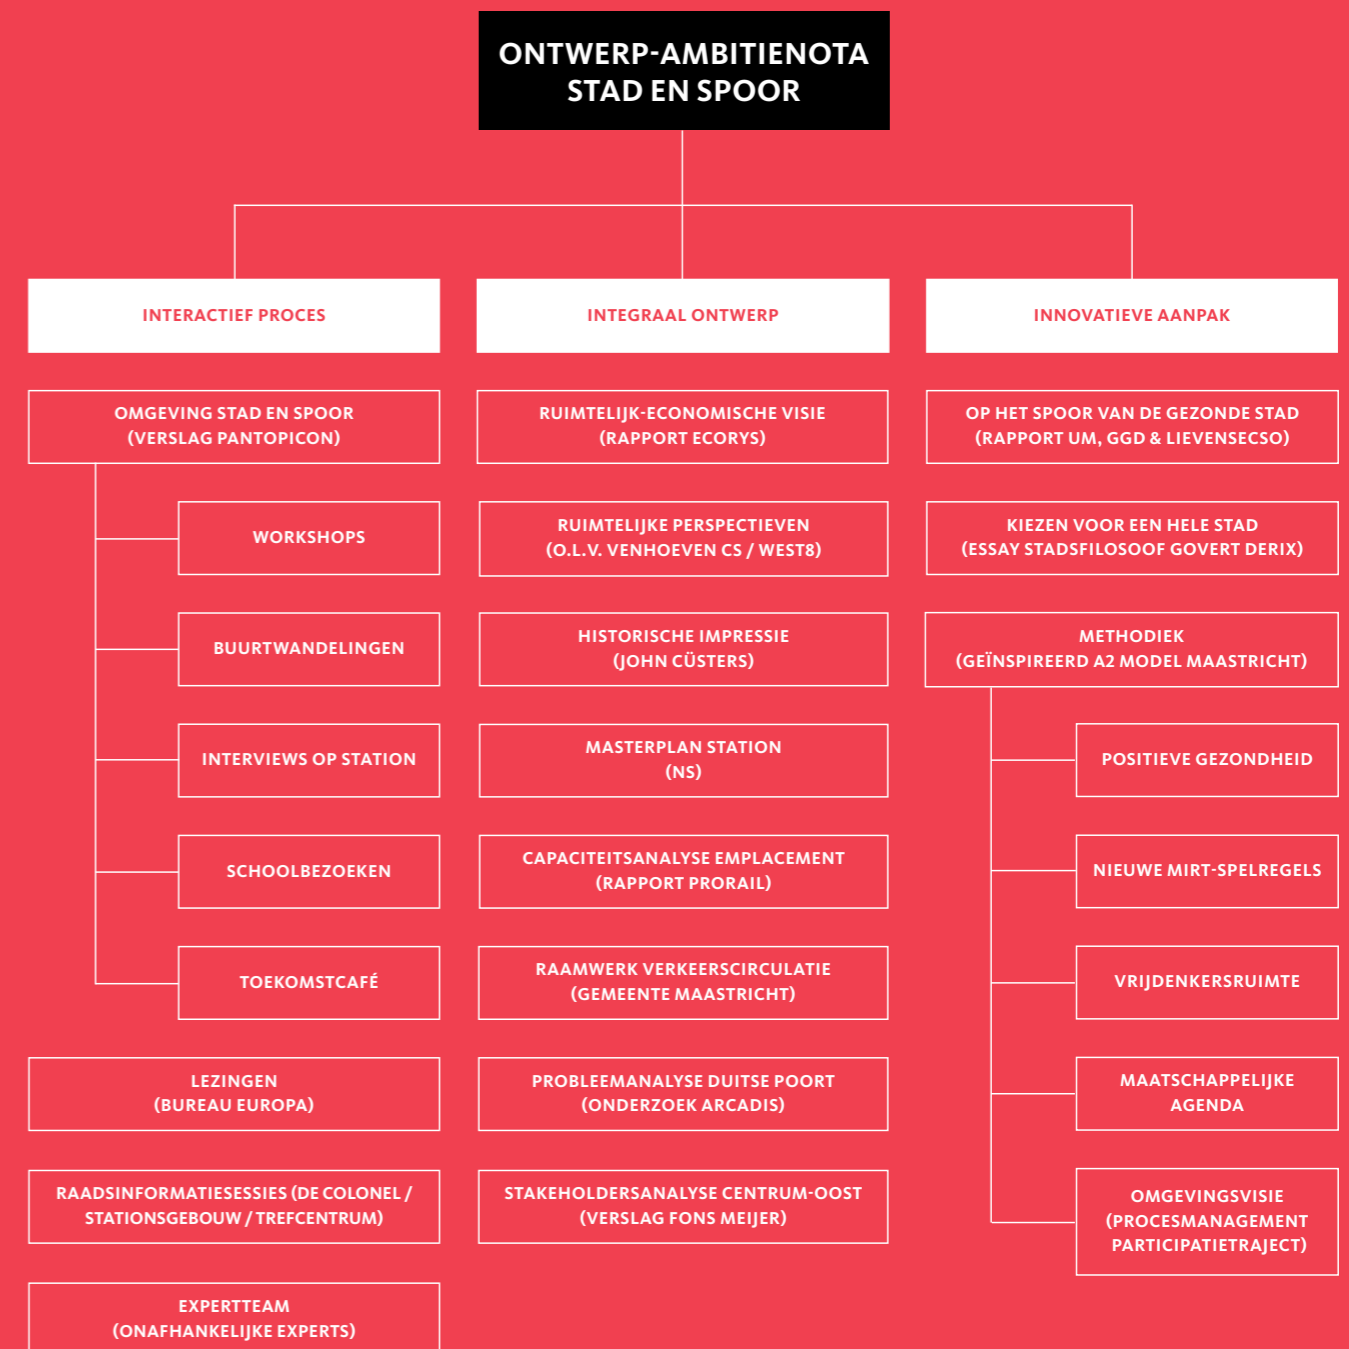 ONTWERP-AMBITIENOTA
STAD EN SPOOR
INTERACTIEF PROCES
OMGEVING STAD EN SPOOR
(VERSLAG PANTOPICON)
WORKSHOPS
BUURTWANDELINGEN
INTERVIEWS OP STATION
SCHOOLBEZOEKEN
TOEKOMSTCAFÉ
LEZINGEN
(BUREAU EUROPA)
RAADSINFORMATIESESSIES (DE COLONEL /
STATIONSGEBOUW / TREFCENTRUM)
EXPERTTEAM
(ONAFHANKELIJKE EXPERTS)
INTEGRAAL ONTWERP
RUIMTELIJK-ECONOMISCHE VISIE
(RAPPORT ECORYS)
RUIMTELIJKE PERSPECTIEVEN
(O.L.V. VENHOEVEN CS / WEST8)
HISTORISCHE IMPRESSIE
(JOHN CÜSTERS)
MASTERPLAN STATION
(NS)
CAPACITEITSANALYSE EMPLACEMENT
(RAPPORT PRORAIL)
RAAMWERK VERKEERSCIRCULATIE
(GEMEENTE MAASTRICHT)
PROBLEEMANALYSE DUITSE POORT
(ONDERZOEK ARCADIS)
STAKEHOLDERSANALYSE CENTRUM-OOST
(VERSLAG FONS MEIJER)
INNOVATIEVE AANPAK
OP HET SPOOR VAN DE GEZONDE STAD
(RAPPORT UM, GGD & LIEVENSECSO)
KIEZEN VOOR EEN HELE STAD
(ESSAY STADSFILOSOOF GOVERT DERIX)
METHODIEK
(GEÏNSPIREERD A2 MODEL MAASTRICHT)
POSITIEVE GEZONDHEID
NIEUWE MIRT-SPELREGELS
VRIJDENKERSRUIMTE
MAATSCHAPPELIJKE
AGENDA
OMGEVINGSVISIE
(PROCESMANAGEMENT
PARTICIPATIETRAJECT)